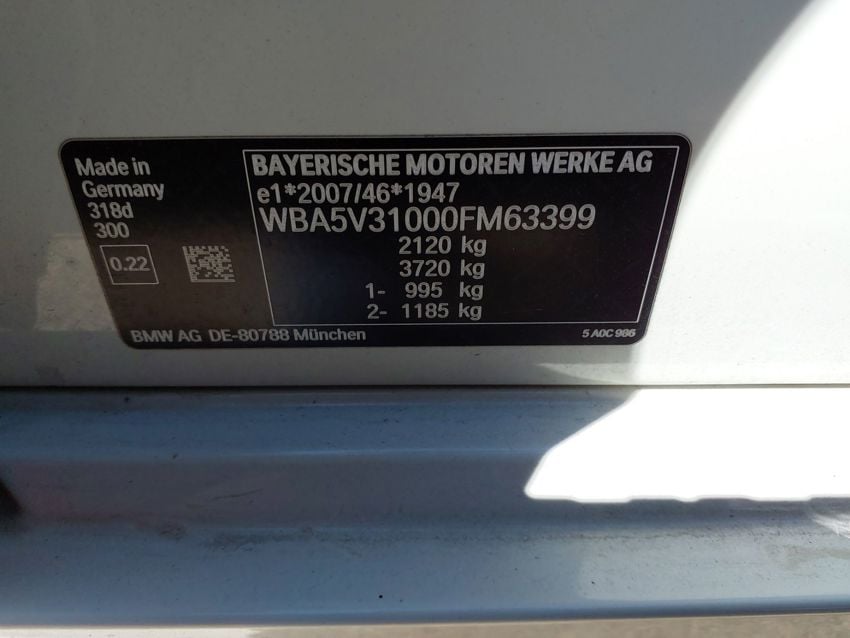 Made in
Germany
318d
300
0.22
BAYERISCHE MOTOREN WERKE AG
e1*2007/46*1947
WBA5V31000FM63399
2120 kg
3720 kg
1- 995 kg
2- 1185 kg
BMW AG DE-80788 München
5 A0C 986